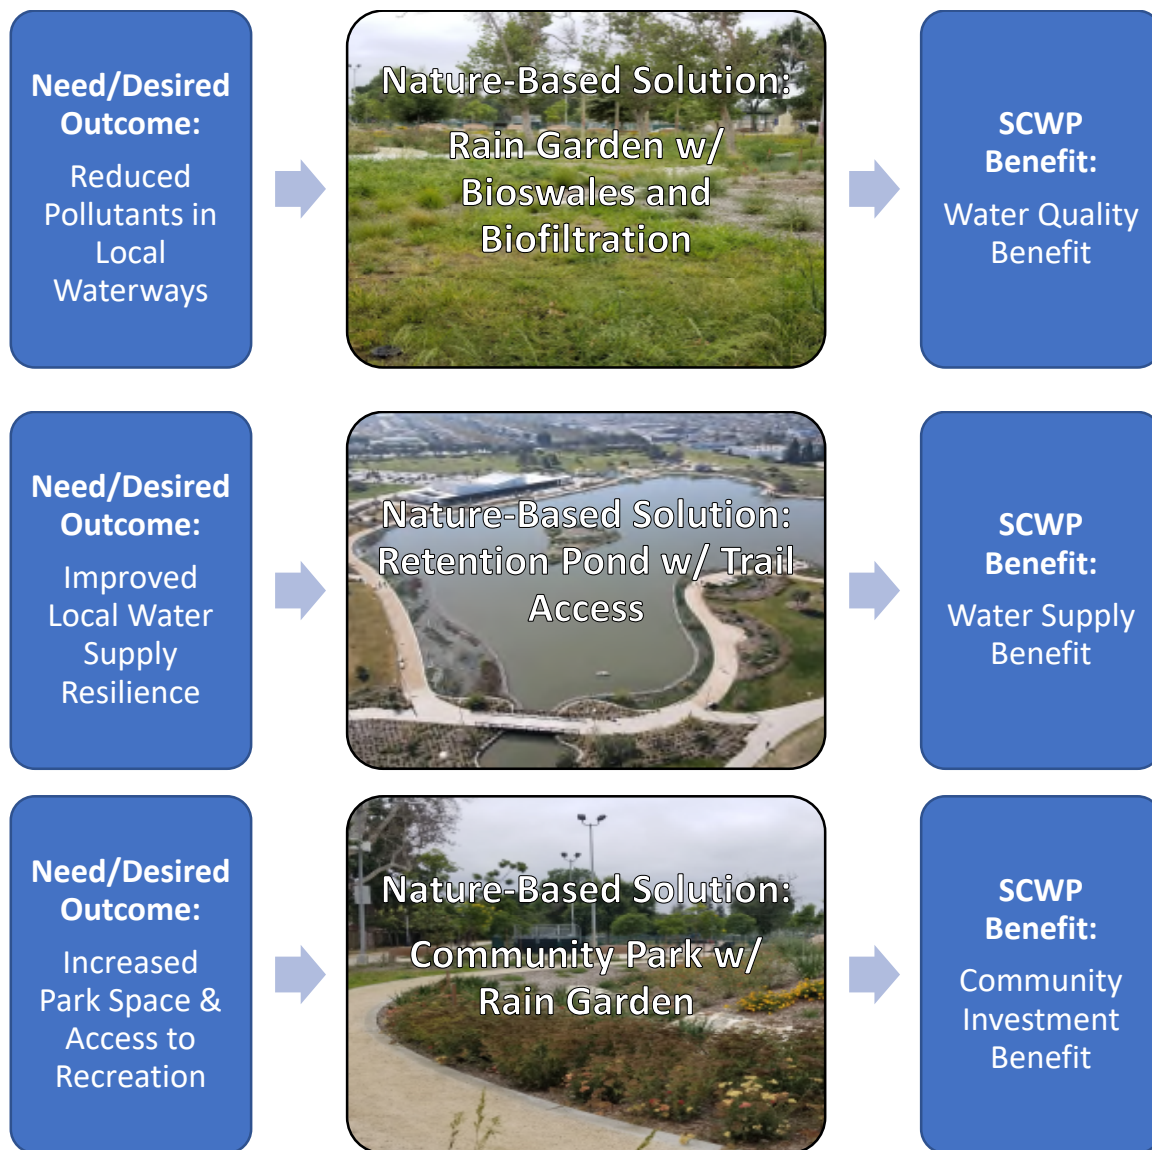 Need/Desired
Outcome:
Reduced
Pollutants in
Local
Waterways
Nature-Based Solution:
Rain Garden w/
Bioswales and
Biofiltration
SCWP
Benefit:
Water Quality
Benefit
Need/Desired
Outcome:
Improved
Local Water
Supply
Resilience
Nature-Based Solution:
Retention Pond w/ Trail
Access
SCWP
Benefit:
Water Supply
Benefit
Need/Desired
Outcome:
Increased
Park Space &
Access to
Recreation
Nature-Based Solution:
Community Park w/
Rain Garden
SCWP
Benefit:
Community
Investment
Benefit